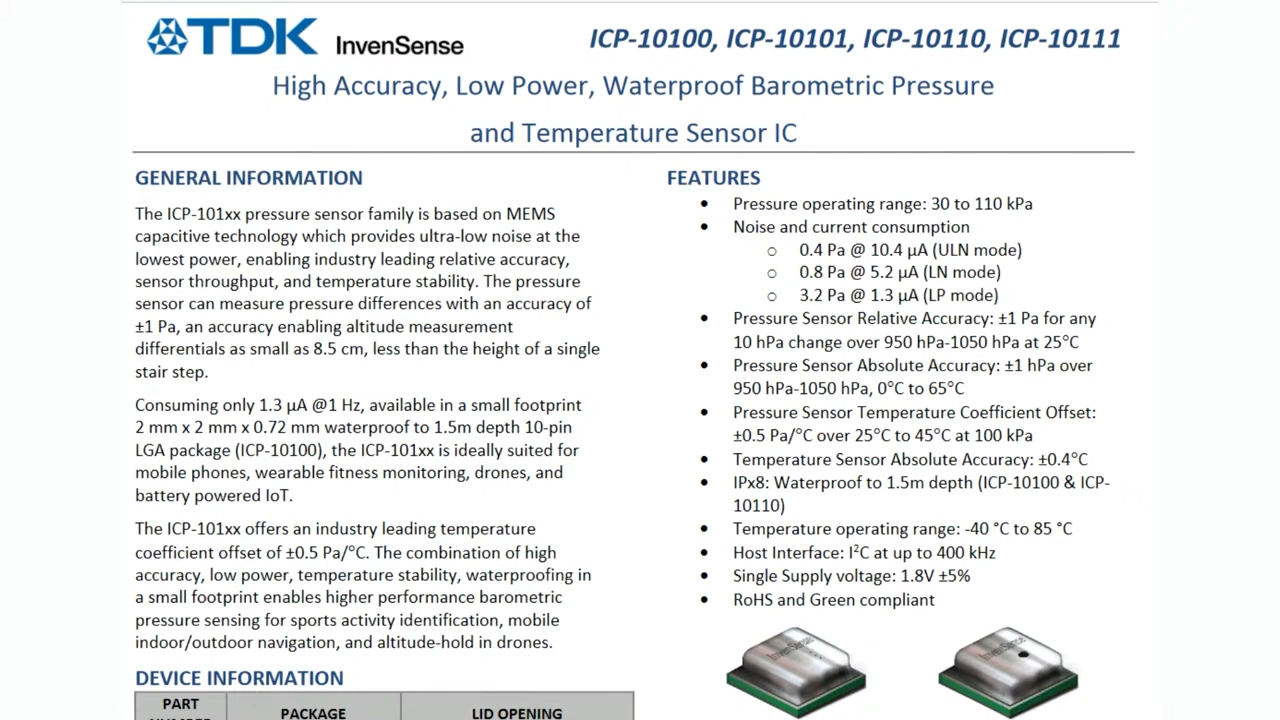 TDK InvenSense
ICP-10100, ICP-10101, ICP-10110, ICP-10111
High Accuracy, Low Power, Waterproof Barometric Pressure
and Temperature Sensor IC
GENERAL INFORMATION
The ICP-101xx pressure sensor family is based on MEMS
capacitive technology which provides ultra-low noise at the
lowest power, enabling industry leading relative accuracy,
sensor throughput, and temperature stability. The pressure
sensor can measure pressure differences with an accuracy of
±1 Pa, an accuracy enabling altitude measurement
differentials as small as 8.5 cm, less than the height of a single
stair step.
Consuming only 1.3 µA @1 Hz, available in a small footprint
2 mm x 2 mm x 0.72 mm waterproof to 1.5m depth 10-pin
LGA package (ICP-10100), the ICP-101xx is ideally suited for
mobile phones, wearable fitness monitoring, drones, and
battery powered IoT.
The ICP-101xx offers an industry leading temperature
coefficient offset of ±0.5 Pa/°C. The combination of high
accuracy, low power, temperature stability, waterproofing in
a small footprint enables higher performance barometric
pressure sensing for sports activity identification, mobile
indoor/outdoor navigation, and altitude-hold in drones.
DEVICE INFORMATION
PART
NUMBER
PACKAGE
LID OPENING
FEATURES
• Pressure operating range: 30 to 110 kPa
• Noise and current consumption
○ 0.4 Pa @ 10.4 µA (ULN mode)
○ 0.8 Pa @ 5.2 µA (LN mode)
○ 3.2 Pa @ 1.3 µA (LP mode)
• Pressure Sensor Relative Accuracy: ±1 Pa for any
10 hPa change over 950 hPa-1050 hPa at 25°C
• Pressure Sensor Absolute Accuracy: ±1 hPa over
950 hPa-1050 hPa, 0°C to 65°C
• Pressure Sensor Temperature Coefficient Offset:
±0.5 Pa/°C over 25°C to 45°C at 100 kPa
• Temperature Sensor Absolute Accuracy: ±0.4°C
• IPx8: Waterproof to 1.5m depth (ICP-10100 & ICP-
10110)
• Temperature operating range: -40 °C to 85 °C
• Host Interface: I²C at up to 400 kHz
• Single Supply voltage: 1.8V ±5%
• RoHS and Green compliant
InvenSense
InvenSense